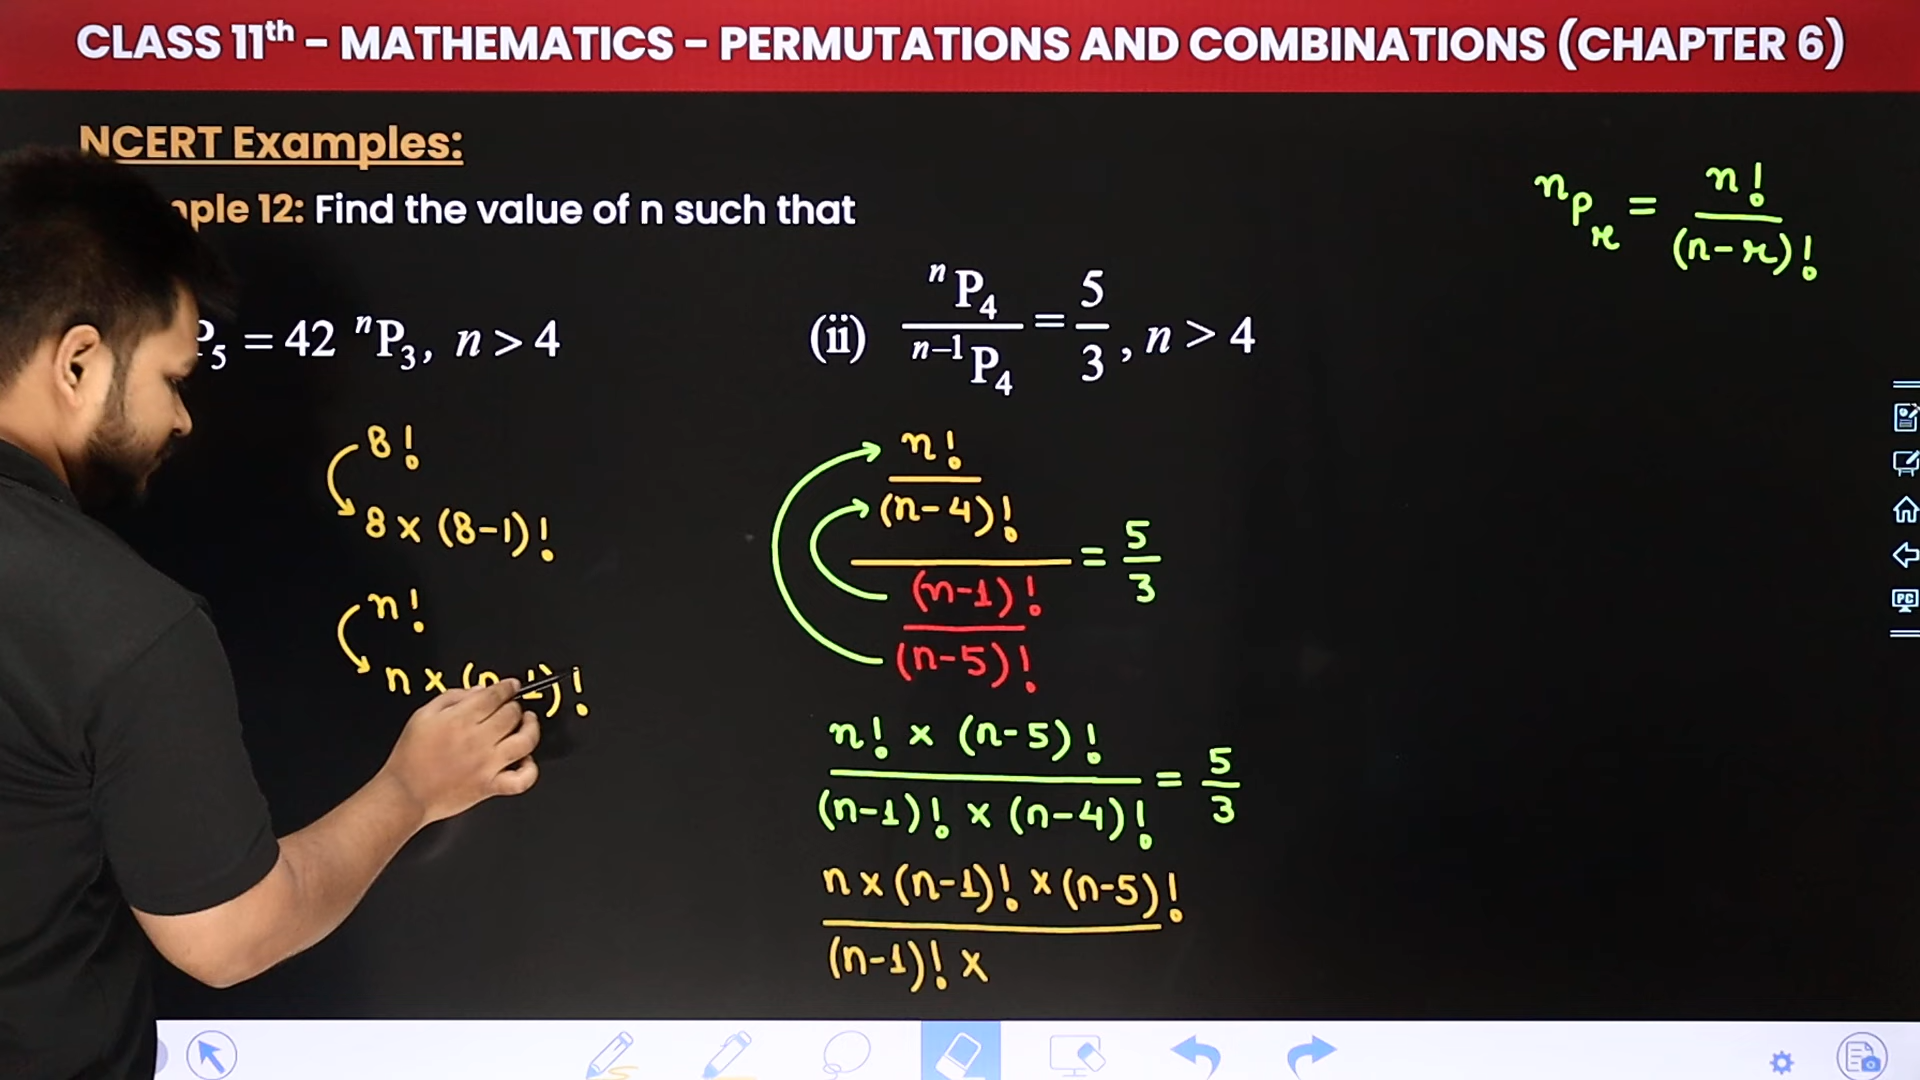 CLASS 11th - MATHEMATICS - PERMUTATIONS AND COMBINATIONS (CHAPTER 6)
NCERT Examples:
12: Find the value of n such that
P5 = 42 nP3, n > 4
(ii) nP4 / n-1P4 = 5/3, n > 4
nPr = n! / (n-r)!
8!
8 × (8-1)!
n!
n × (n-1)!
n!
(n-4)!
= 5/3
(n-1)!
(n-5)!
n! × (n-5)!
= 5/3
(n-1)! × (n-4)!
n × (n-1)! × (n-5)!
(n-1)! ×
PC